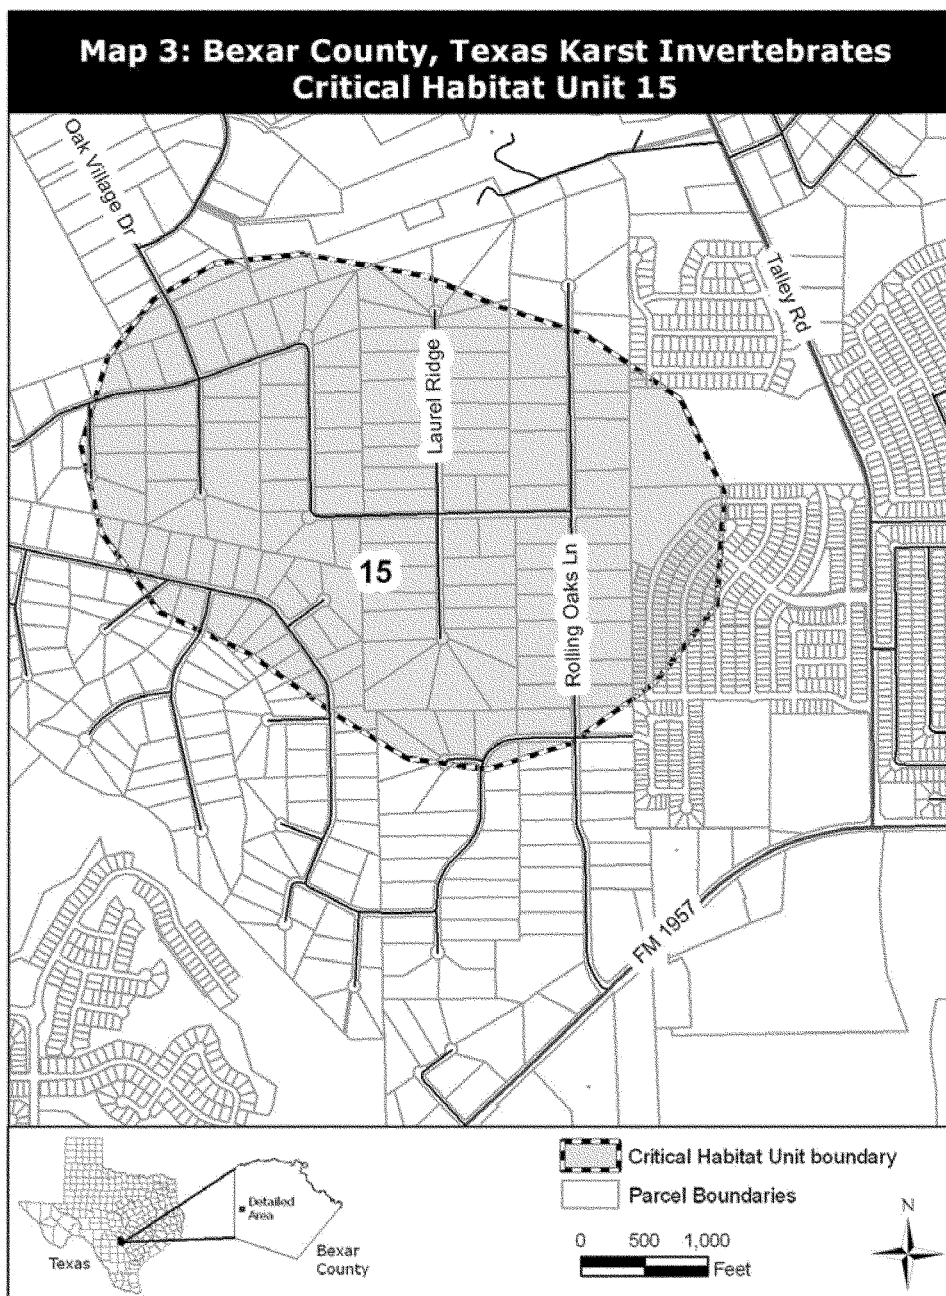 Map 3: Bexar County, Texas Karst Invertebrates
Critical Habitat Unit 15
Oak Village Dr
Talley Rd
Laurel Ridge
15
Rolling Oaks Ln
FM 1957
Texas
Detailed
Area
Bexar
County
Critical Habitat Unit boundary
Parcel Boundaries
0 500 1,000
Feet
N